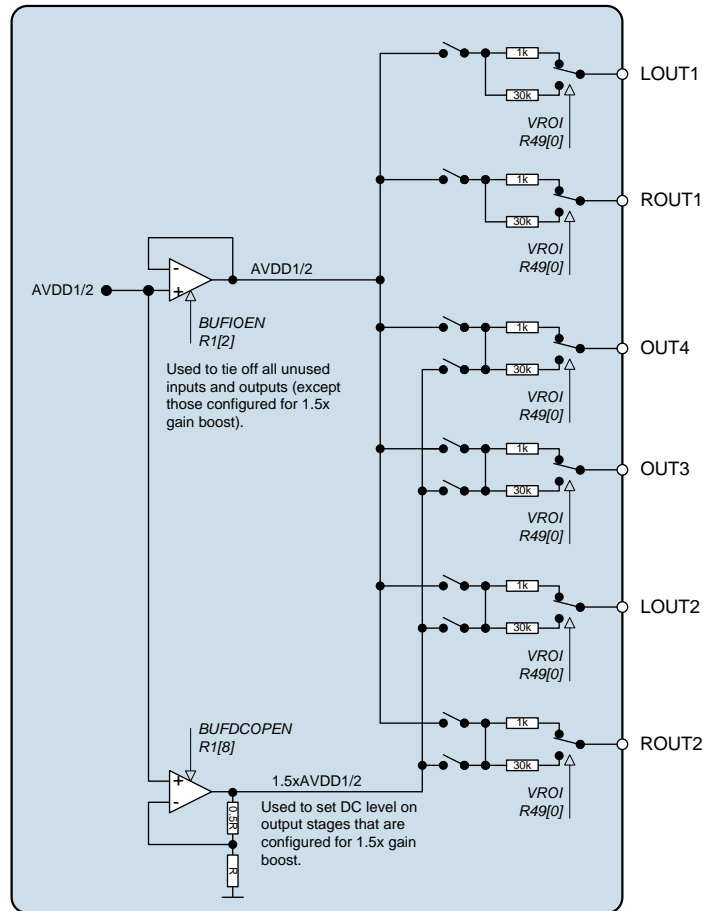 1k
LOUT1
30k
VROI
R49[0]
1k
ROUT1
30k
VROI
R49[0]
AVDD1/2
AVDD1/2
BUFIOEN
R1[2]
Used to tie off all unused
inputs and outputs (except
those configured for 1.5x
gain boost).
1k
OUT4
30k
VROI
R49[0]
1k
OUT3
30k
VROI
R49[0]
1k
LOUT2
30k
VROI
R49[0]
BUFDCOPEN
R1[8]
1.5xAVDD1/2
Used to set DC level on
output stages that are
configured for 1.5x gain
boost.
0.5R
R
1k
ROUT2
30k
VROI
R49[0]